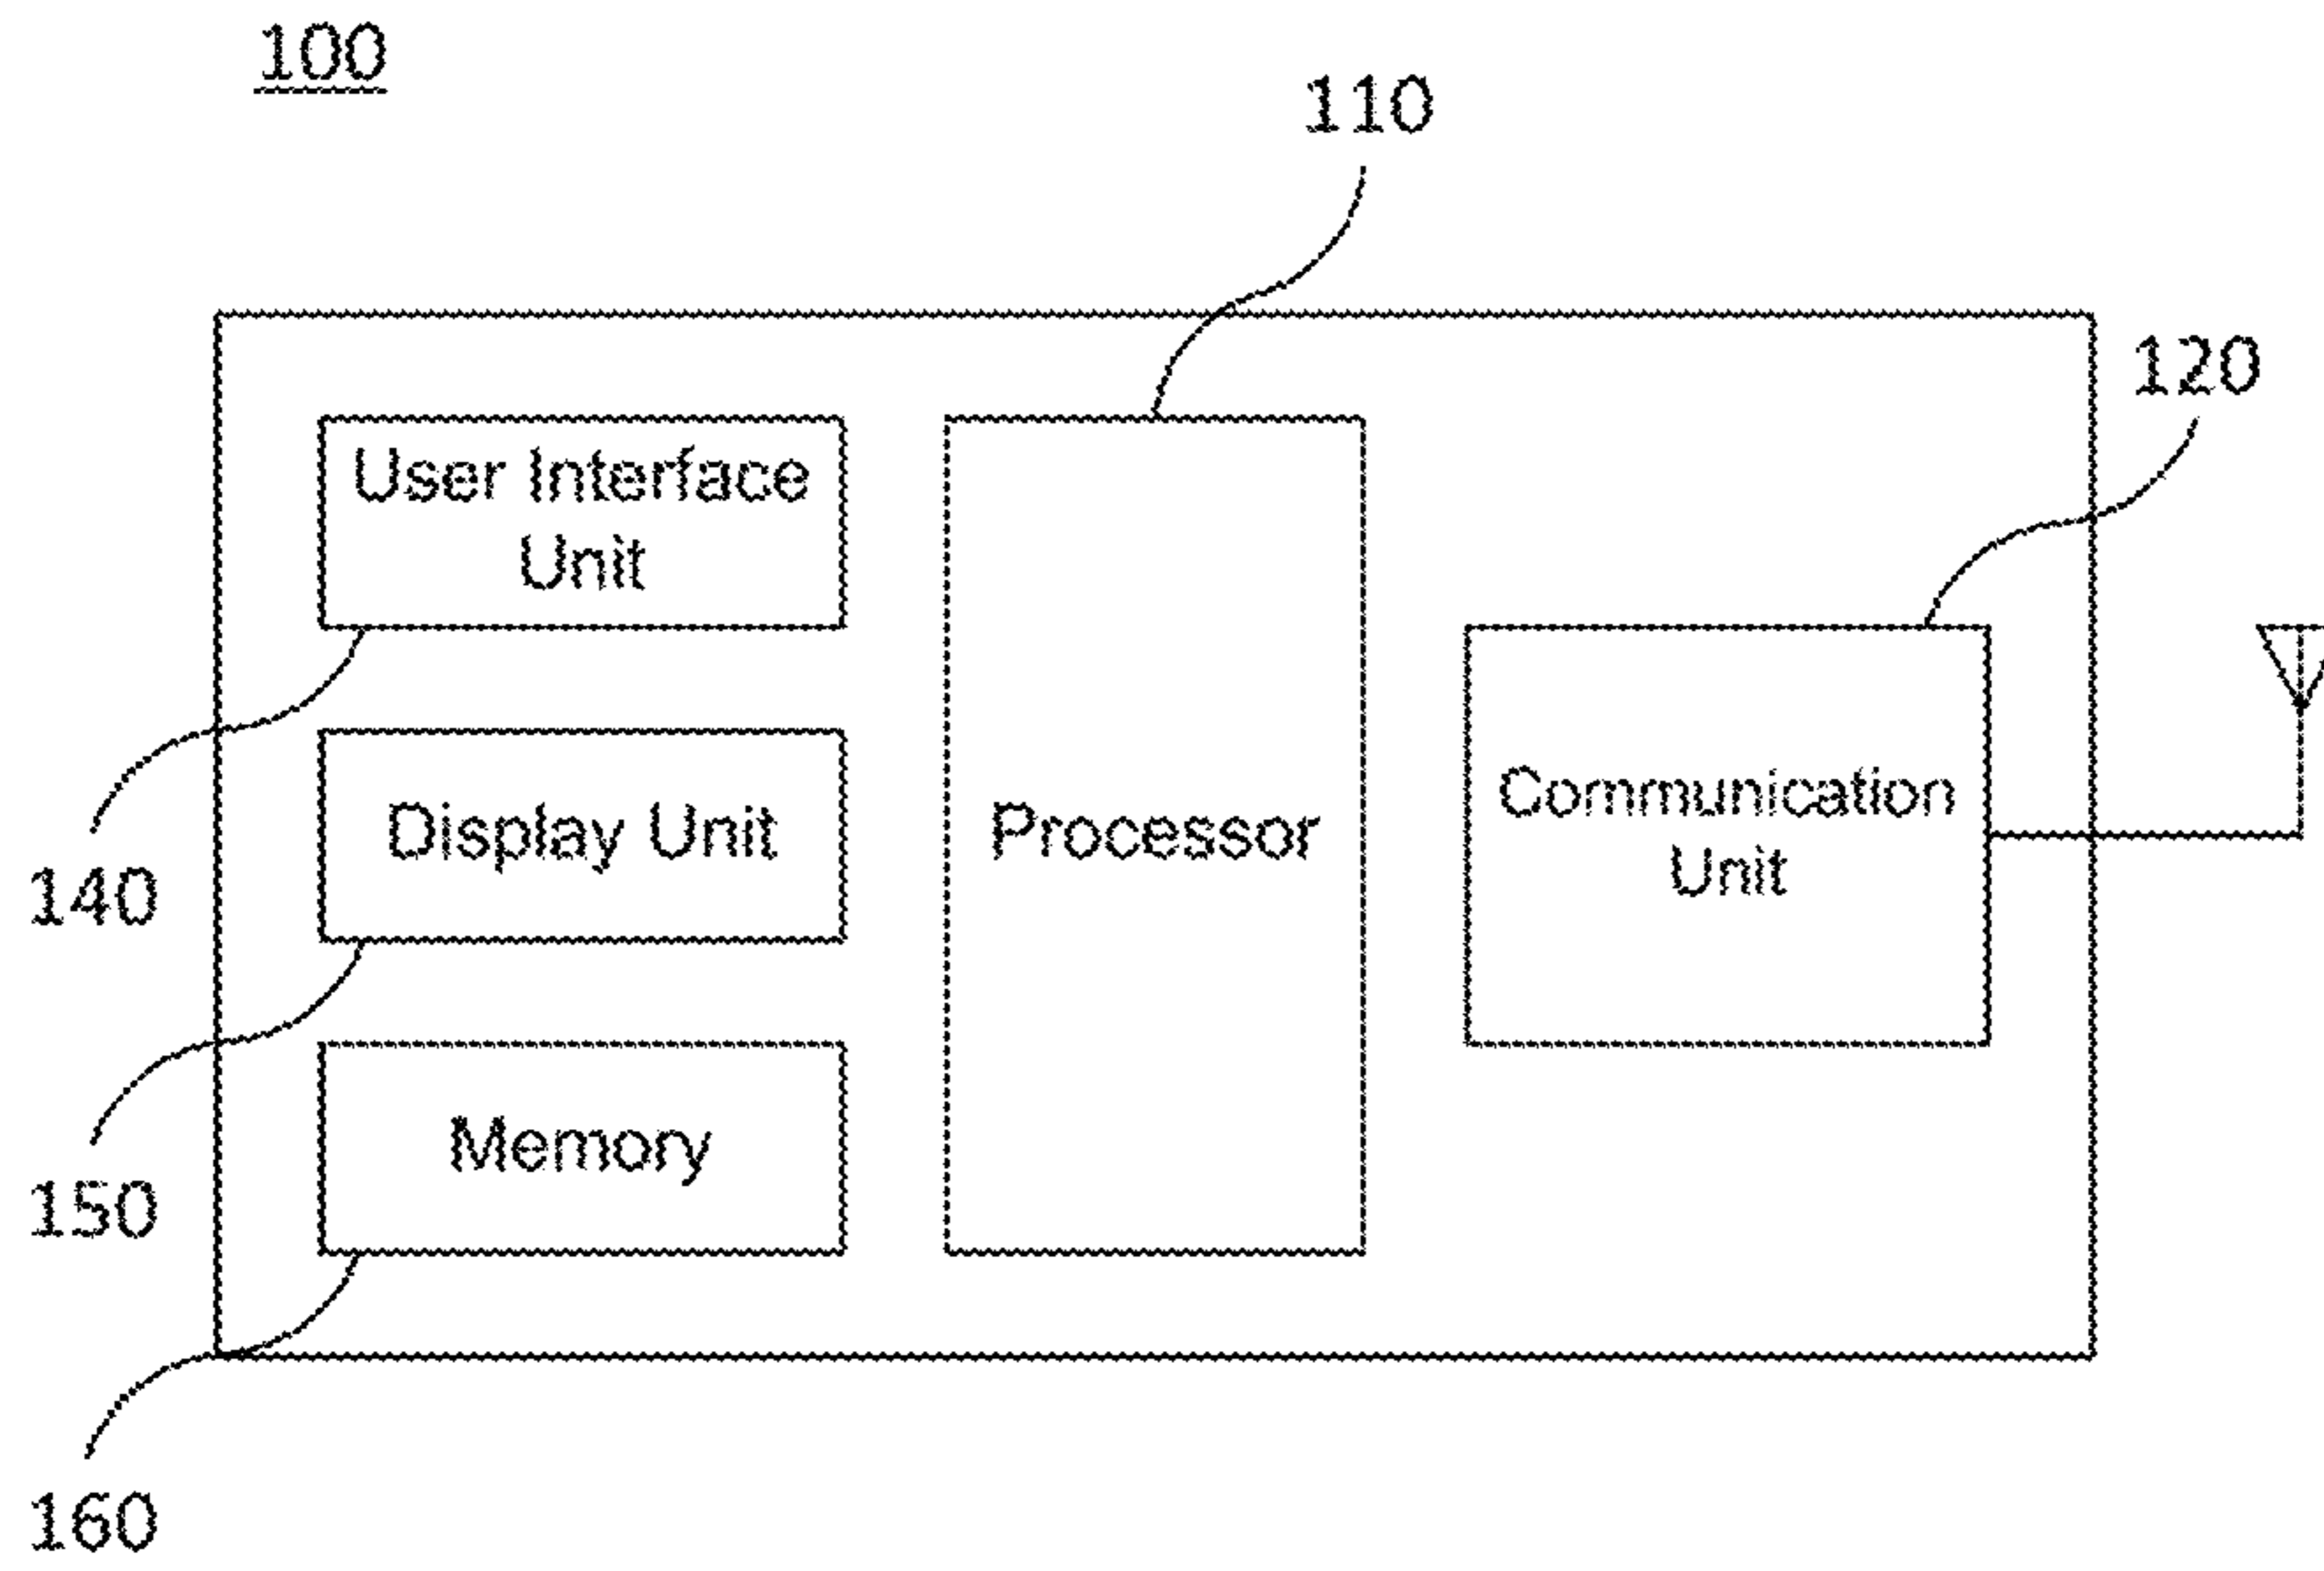 100
110
120
User Interface
Unit
140
Display Unit
Processor
Communication
Unit
150
Memory
160